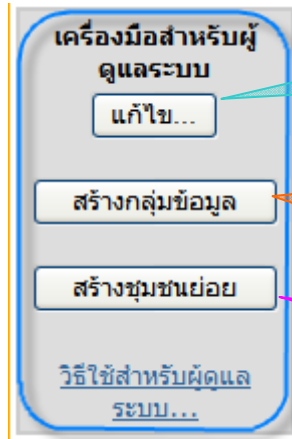 เครื่องมือสำหรับผู้
ดูแลระบบ
แก้ไข...
สร้างกลุ่มข้อมูล
สร้างชุมชนย่อย
วิธีใช้สำหรับผู้ดูแล
ระบบ...